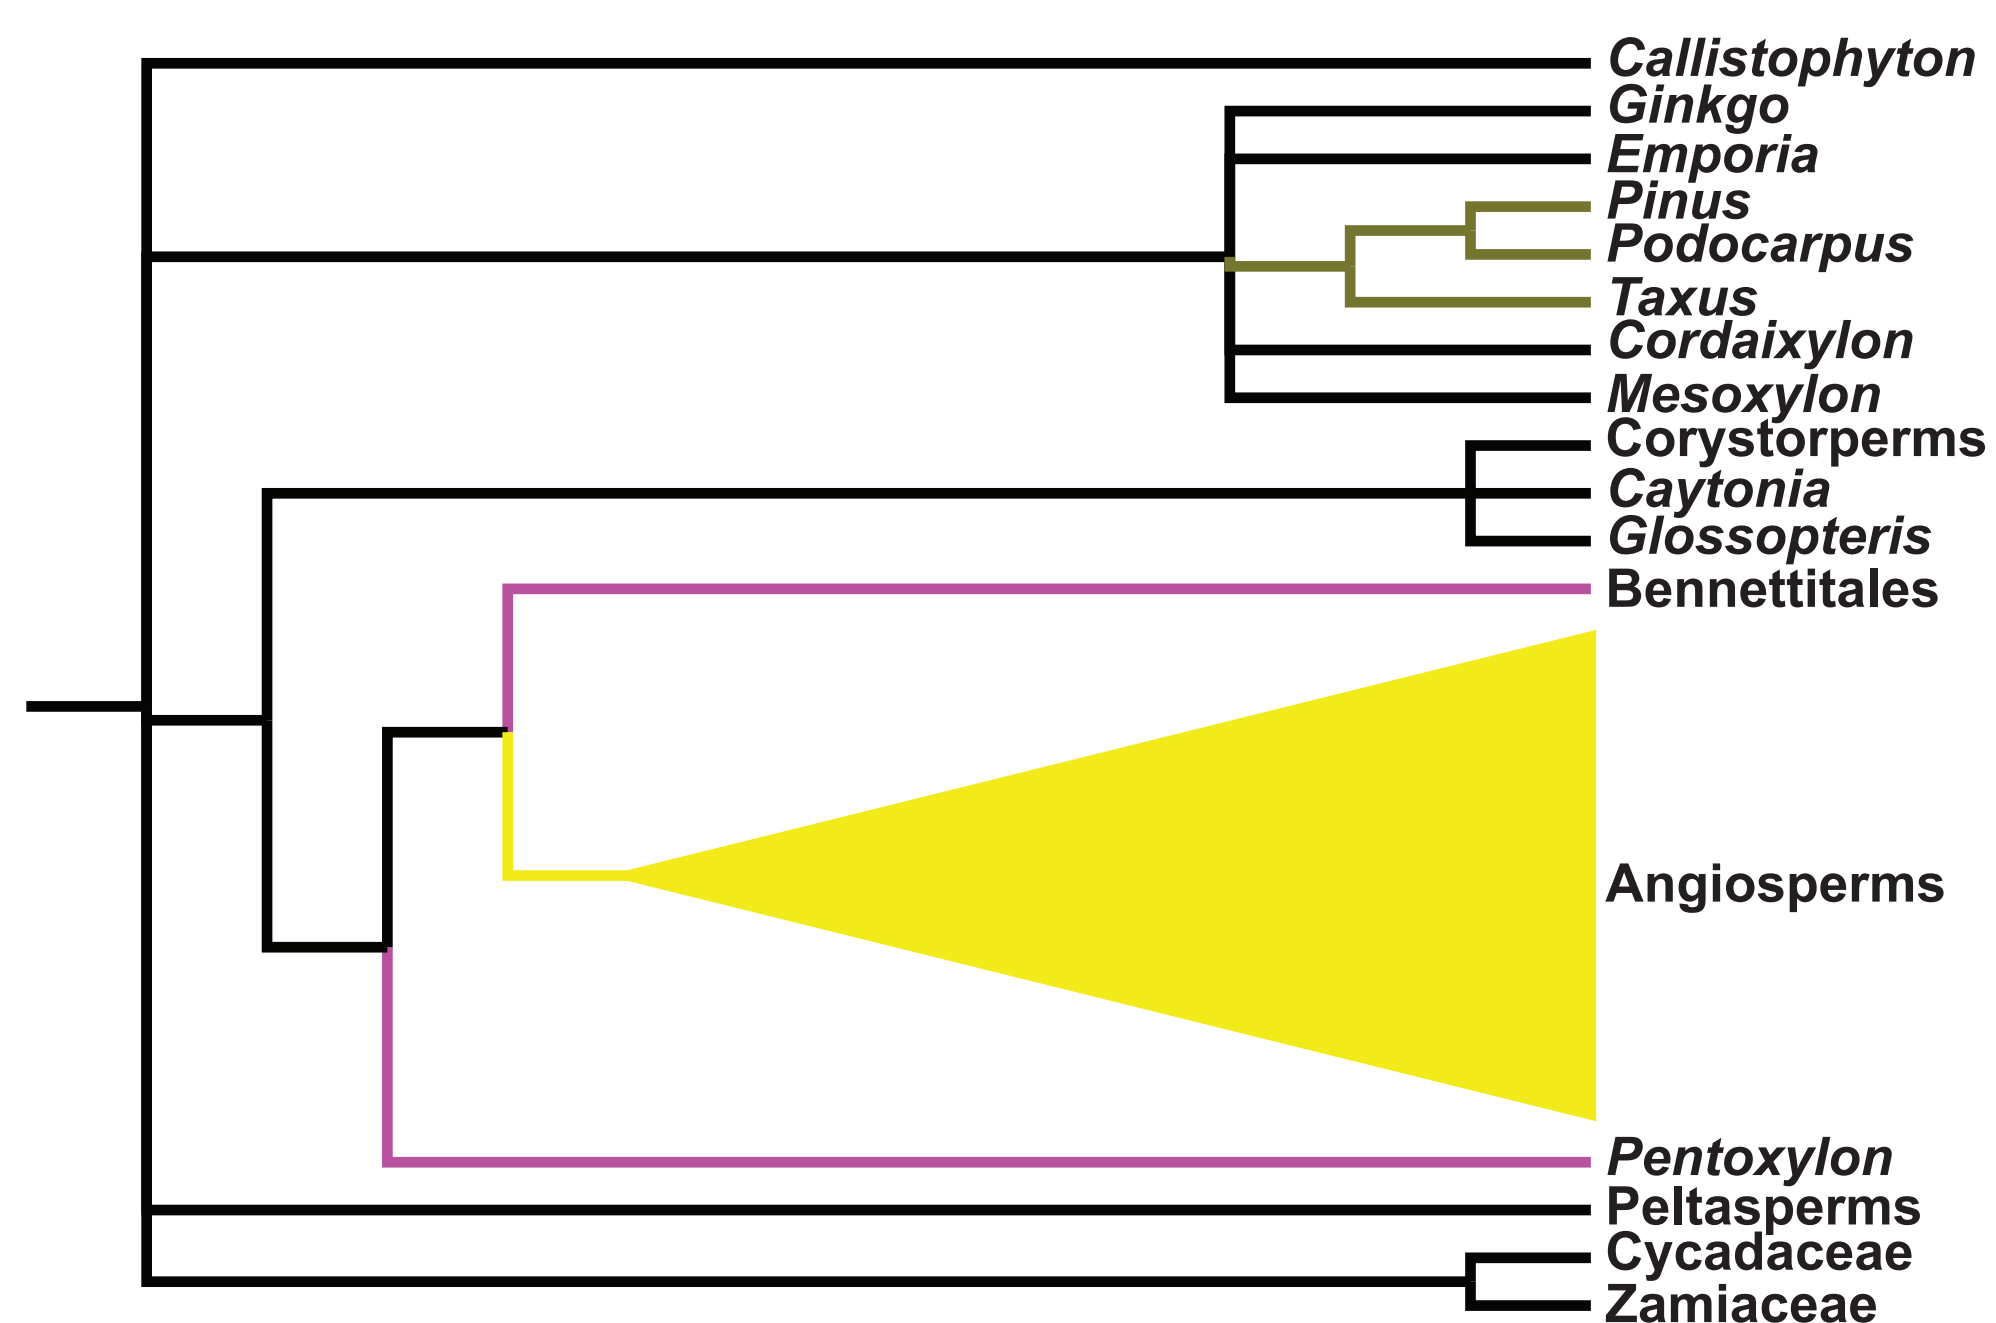 Callistophyton
Ginkgo
Emporia
Pinus
Podocarpus
Taxus
Cordaixylon
Mesoxylon
Corystorperms
Caytonia
Glossopteris
Bennettitales
Angiosperms
Pentoxylon
Peltasperms
Cycadaceae
Zamiaceae